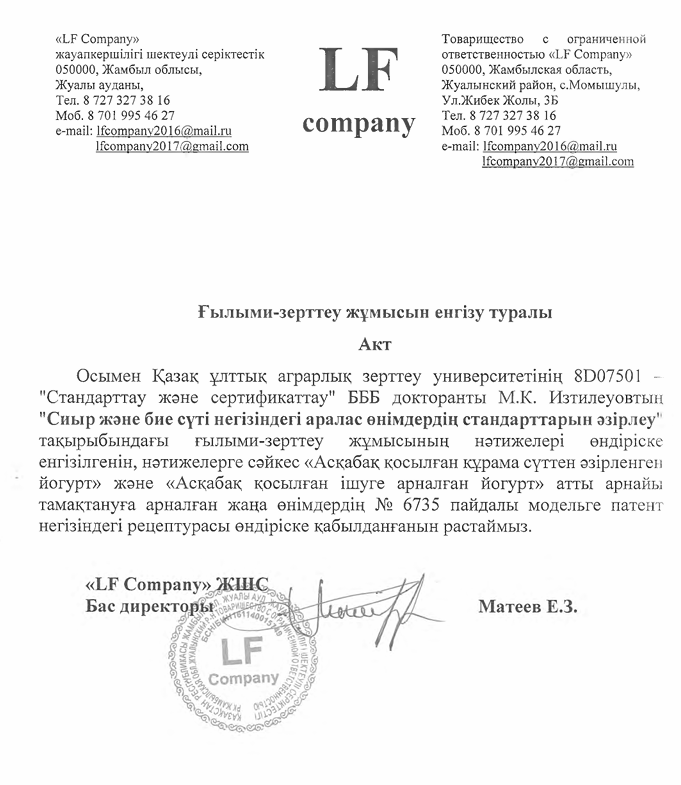 «LF Company»
жауапкершілігі шектеулі серіктестік
050000, Жамбыл облысы,
Жуалы ауданы,
Тел. 8 727 327 38 16
Моб. 8 701 995 46 27
e-mail: lfcompany2016@mail.ru
lfcompany2017@gmail.com
LF
company
Товарищество с ограниченной
ответственностью «LF Company»
050000, Жамбылская область,
Жуалынский район, с.Момышулы,
Ул.Жибек Жолы, 3Б
Тел. 8 727 327 38 16
Моб. 8 701 995 46 27
e-mail: lfcompany2016@mail.ru
lfcompany2017@gmail.com
Ғылыми-зерттеу жұмысын енгізу туралы
Акт
Осымен Қазақ ұлттық аграрлық зерттеу университетінің 8D07501 –
"Стандарттау және сертификаттау" БББ докторанты М.К. Изтилеуовтың
"Сиыр және бие сүті негізіндегі аралас өнімдердің стандарттарын әзірлеу"
тақырыбындағы ғылыми-зерттеу жұмысының нәтижелері өндіріске
енгізілгенін, нәтижелерге сәйкес «Асқабақ қосылған құрама сүттен әзірленген
йогурт» және «Асқабақ қосылған ішуге арналған йогурт» атты арнайы
тамақтануға арналған жаңа өнімдердің № 6735 пайдалы модельге патент
негізіндегі рецептурасы өндіріске қабылданғанын растаймыз.
«LF Company» ЖШС
Бас директоры
Матеев Е.З.
LF
Company